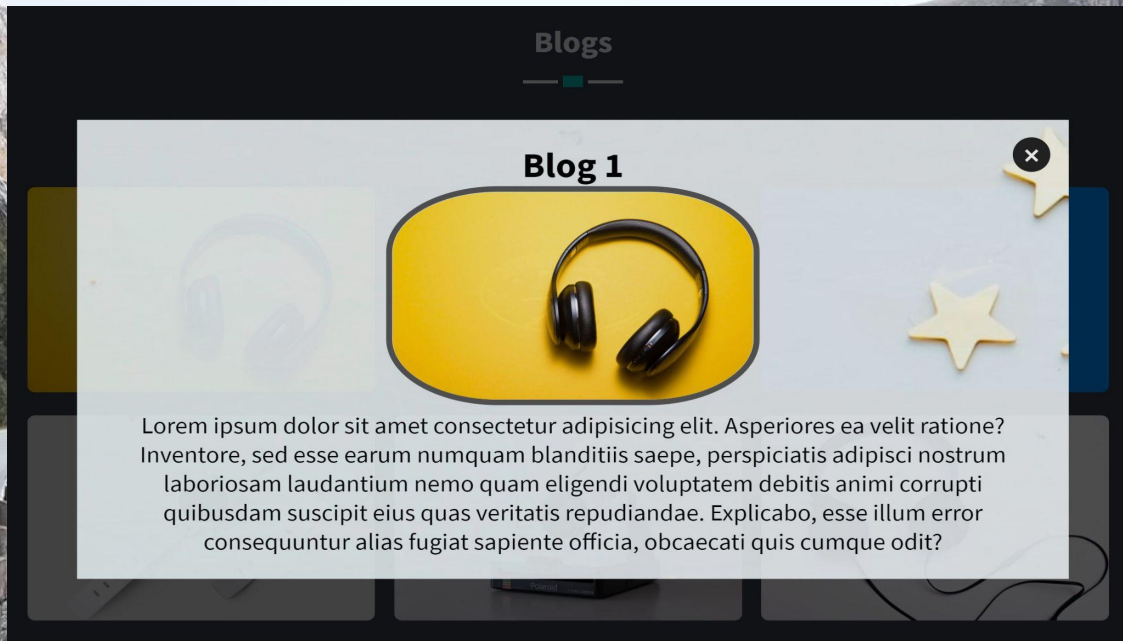 Blogs
Blog 1
Lorem ipsum dolor sit amet consectetur adipisicing elit. Asperiores ea velit ratione?
Inventore, sed esse earum numquam blanditiis saepe, perspiciatis adipisci nostrum
laboriosam laudantium nemo quam eligendi voluptatem debitis animi corrupti
quibusdam suscipit eius quas veritatis repudiandae. Explicabo, esse illum error
consequuntur alias fugiat sapiente officia, obcaecati quis cumque odit?
Polaroid